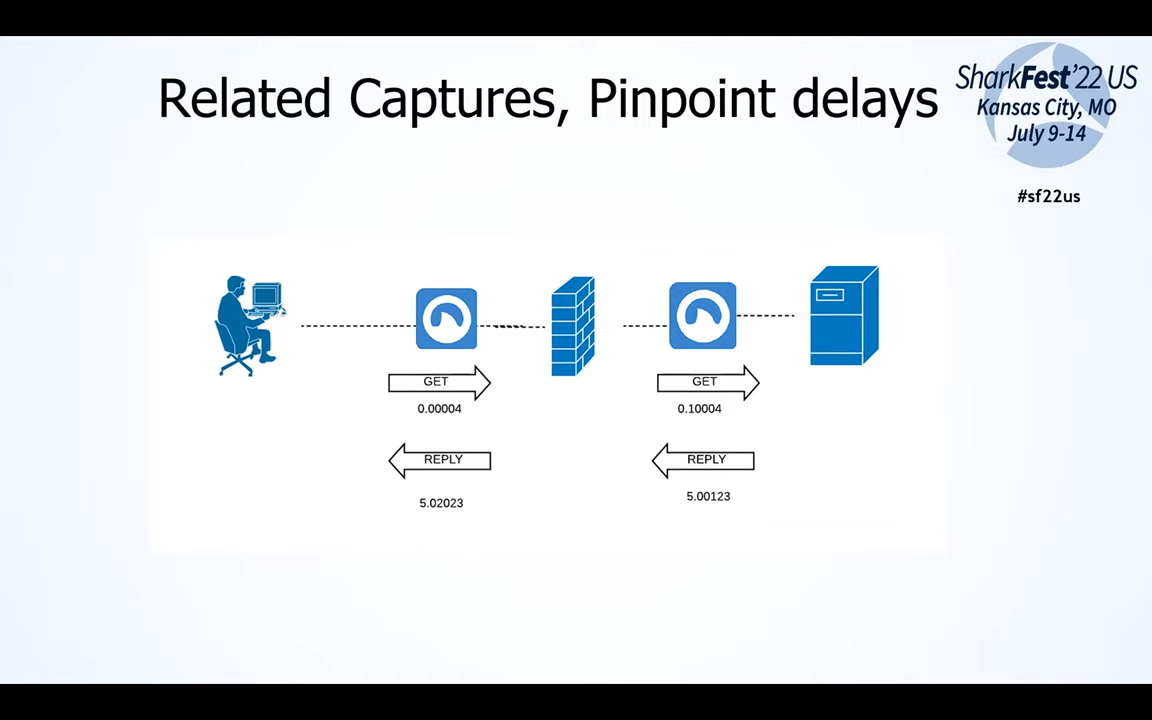 Related Captures, Pinpoint delays
SharkFest'22 US
Kansas City, MO
July 9-14
#sf22us
GET
GET
0.00004
0.10004
REPLY
REPLY
5.02023
5.00123